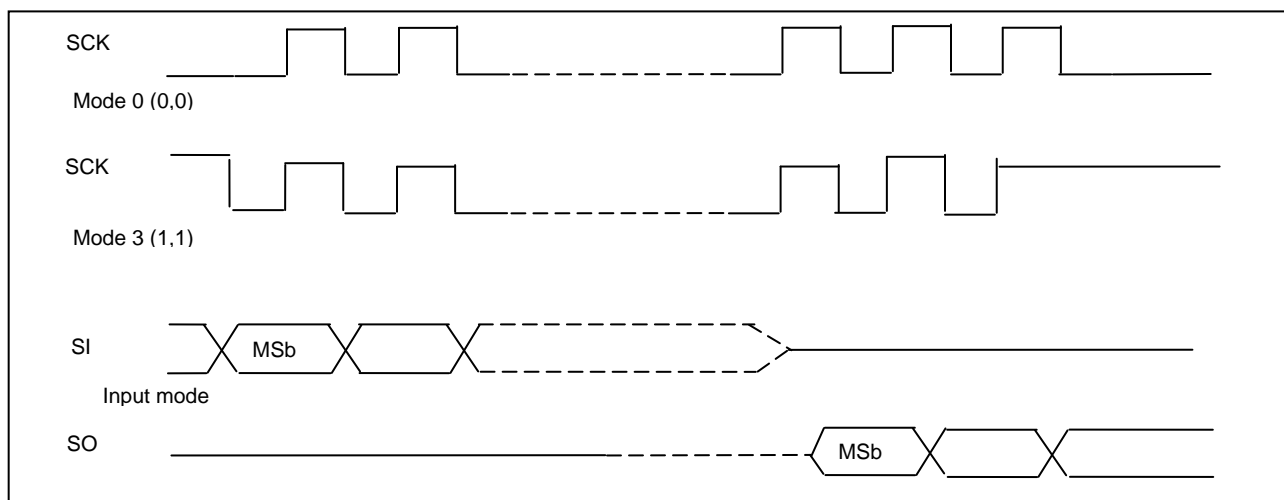 SCK
Mode 0 (0,0)
SCK
Mode 3 (1,1)
SI
MSb
Input mode
SO
MSb